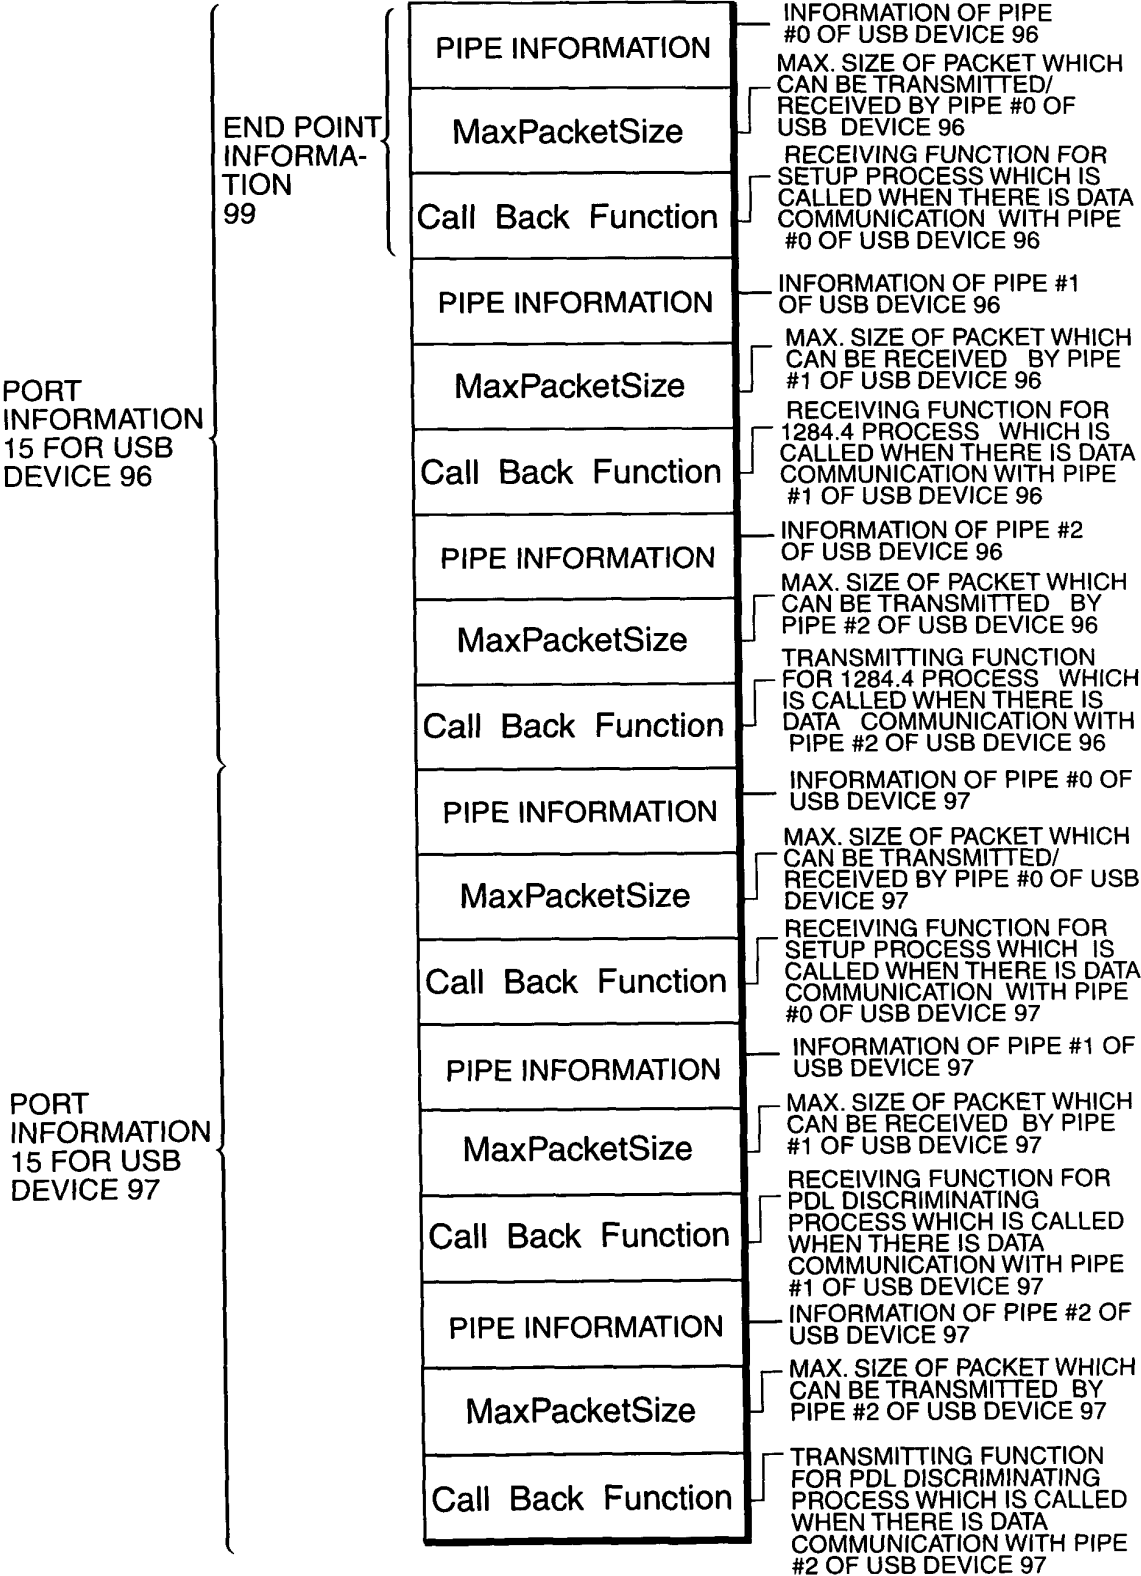 PORT
INFORMATION
15 FOR USB
DEVICE 96
END POINT
INFORMA-
TION
99
PIPE INFORMATION
INFORMATION OF PIPE
#0 OF USB DEVICE 96
MaxPacketSize
MAX. SIZE OF PACKET WHICH
CAN BE TRANSMITTED/
RECEIVED BY PIPE #0 OF
USB DEVICE 96
Call Back Function
RECEIVING FUNCTION FOR
SETUP PROCESS WHICH IS
CALLED WHEN THERE IS DATA
COMMUNICATION WITH PIPE
#0 OF USB DEVICE 96
PIPE INFORMATION
INFORMATION OF PIPE #1
OF USB DEVICE 96
MaxPacketSize
MAX. SIZE OF PACKET WHICH
CAN BE RECEIVED BY PIPE
#1 OF USB DEVICE 96
Call Back Function
RECEIVING FUNCTION FOR
1284.4 PROCESS WHICH IS
CALLED WHEN THERE IS DATA
COMMUNICATION WITH PIPE
#1 OF USB DEVICE 96
PIPE INFORMATION
INFORMATION OF PIPE #2
OF USB DEVICE 96
MaxPacketSize
MAX. SIZE OF PACKET WHICH
CAN BE TRANSMITTED BY
PIPE #2 OF USB DEVICE 96
Call Back Function
TRANSMITTING FUNCTION
FOR 1284.4 PROCESS WHICH
IS CALLED WHEN THERE IS
DATA COMMUNICATION WITH
PIPE #2 OF USB DEVICE 96
PORT
INFORMATION
15 FOR USB
DEVICE 97
PIPE INFORMATION
INFORMATION OF PIPE #0 OF
USB DEVICE 97
MaxPacketSize
MAX. SIZE OF PACKET WHICH
CAN BE TRANSMITTED/
RECEIVED BY PIPE #0 OF USB
DEVICE 97
Call Back Function
RECEIVING FUNCTION FOR
SETUP PROCESS WHICH IS
CALLED WHEN THERE IS DATA
COMMUNICATION WITH PIPE
#0 OF USB DEVICE 97
PIPE INFORMATION
INFORMATION OF PIPE #1 OF
USB DEVICE 97
MaxPacketSize
MAX. SIZE OF PACKET WHICH
CAN BE RECEIVED BY PIPE
#1 OF USB DEVICE 97
Call Back Function
RECEIVING FUNCTION FOR
PDL DISCRIMINATING
PROCESS WHICH IS CALLED
WHEN THERE IS DATA
COMMUNICATION WITH PIPE
#1 OF USB DEVICE 97
PIPE INFORMATION
INFORMATION OF PIPE #2 OF
USB DEVICE 97
MaxPacketSize
MAX. SIZE OF PACKET WHICH
CAN BE TRANSMITTED BY
PIPE #2 OF USB DEVICE 97
Call Back Function
TRANSMITTING FUNCTION
FOR PDL DISCRIMINATING
PROCESS WHICH IS CALLED
WHEN THERE IS DATA
COMMUNICATION WITH PIPE
#2 OF USB DEVICE 97